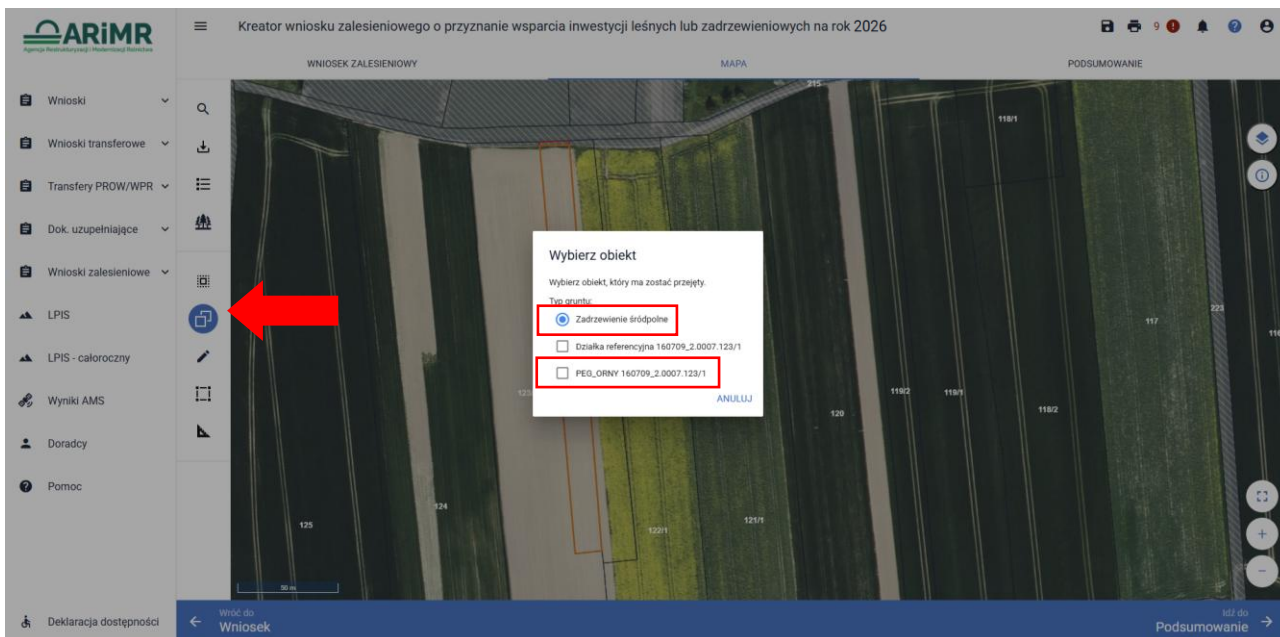 ARiMR
Agencja Restrukturyzacji i Modernizacji Rolnictwa
Kreator wniosku zalesieniowego o przyznanie wsparcia inwestycji leśnych lub zadrzewieniowych na rok 2026
9
WNIOSEK ZALESIENIOWY
MAPA
PODSUMOWANIE
Wnioski
Wnioski transferowe
Transfery PROW/WPR
Dok. uzupełniające
Wnioski zalesieniowe
LPIS
LPIS - całoroczny
Wyniki AMS
Doradcy
Pomoc
Deklaracja dostępności
215
118/1
Wybierz obiekt
Wybierz obiekt, który ma zostać przejęty.
Typ gruntu:
Zadrzewienie śródpolne
Działka referencyjna 160709_2.0007.123/1
PEG_ORNY 160709_2.0007.123/1
ANULUJ
223
117
119/2
119/1
118/2
120
124
125
122/1
121/1
50 m
Wróć do
Wniosek
Idź do
Podsumowanie